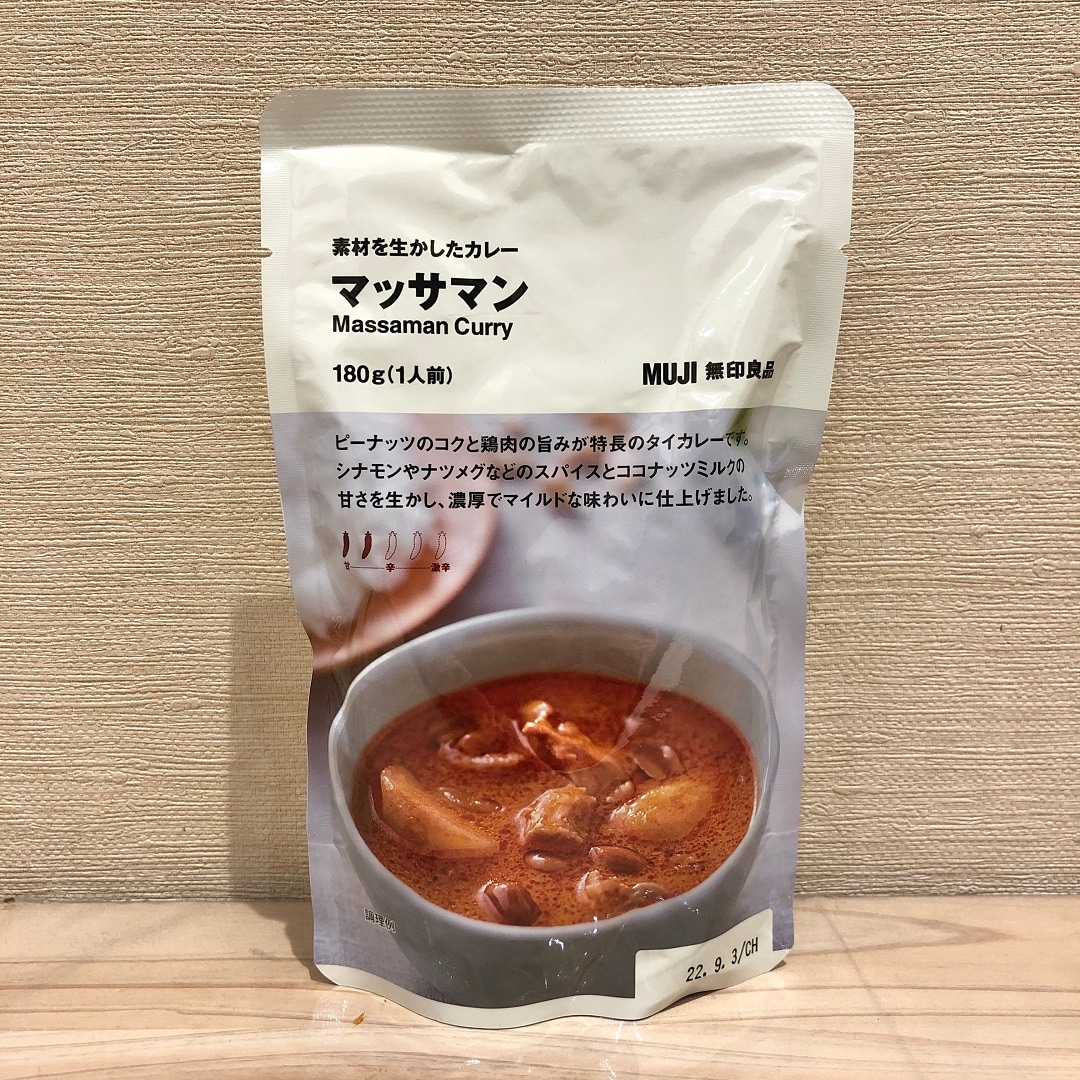 素材を生かしたカレー
マッサマン
Massaman Curry
180g(1人前)
MUJI 無印良品
ピーナッツのコクと鶏肉の旨みが特長のタイカレーです。
シナモンやナツメグなどのスパイスとココナッツミルクの
甘さを生かし、濃厚でマイルドな味わいに仕上げました。
甘 辛 激辛
調理例
22. 9. 3/CH